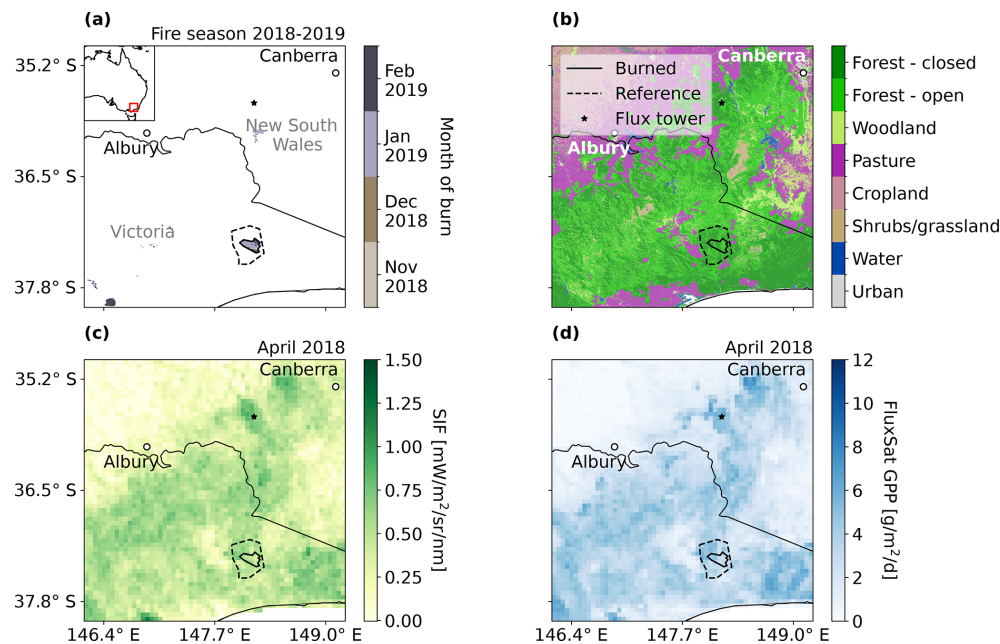 (a)
Fire season 2018-2019
Canberra
35.2° S
36.5° S
37.8° S
Albury
New South
Wales
Victoria
Feb
2019
Jan
2019
Dec
2018
Nov
2018
Month of burn
(b)
Canberra
Burned
Reference
Flux tower
Albury
Forest - closed
Forest - open
Woodland
Pasture
Cropland
Shrubs/grassland
Water
Urban
(c)
April 2018
Canberra
35.2° S
36.5° S
37.8° S
Albury
146.4° E
147.7° E
149.0° E
1.50
1.25
1.00
0.75
0.50
0.25
0.00
SIF [mW/m²/sr/nm]
(d)
April 2018
Canberra
Albury
146.4° E
147.7° E
149.0° E
12
10
8
6
4
2
0
FluxSat GPP [g/m²/d]